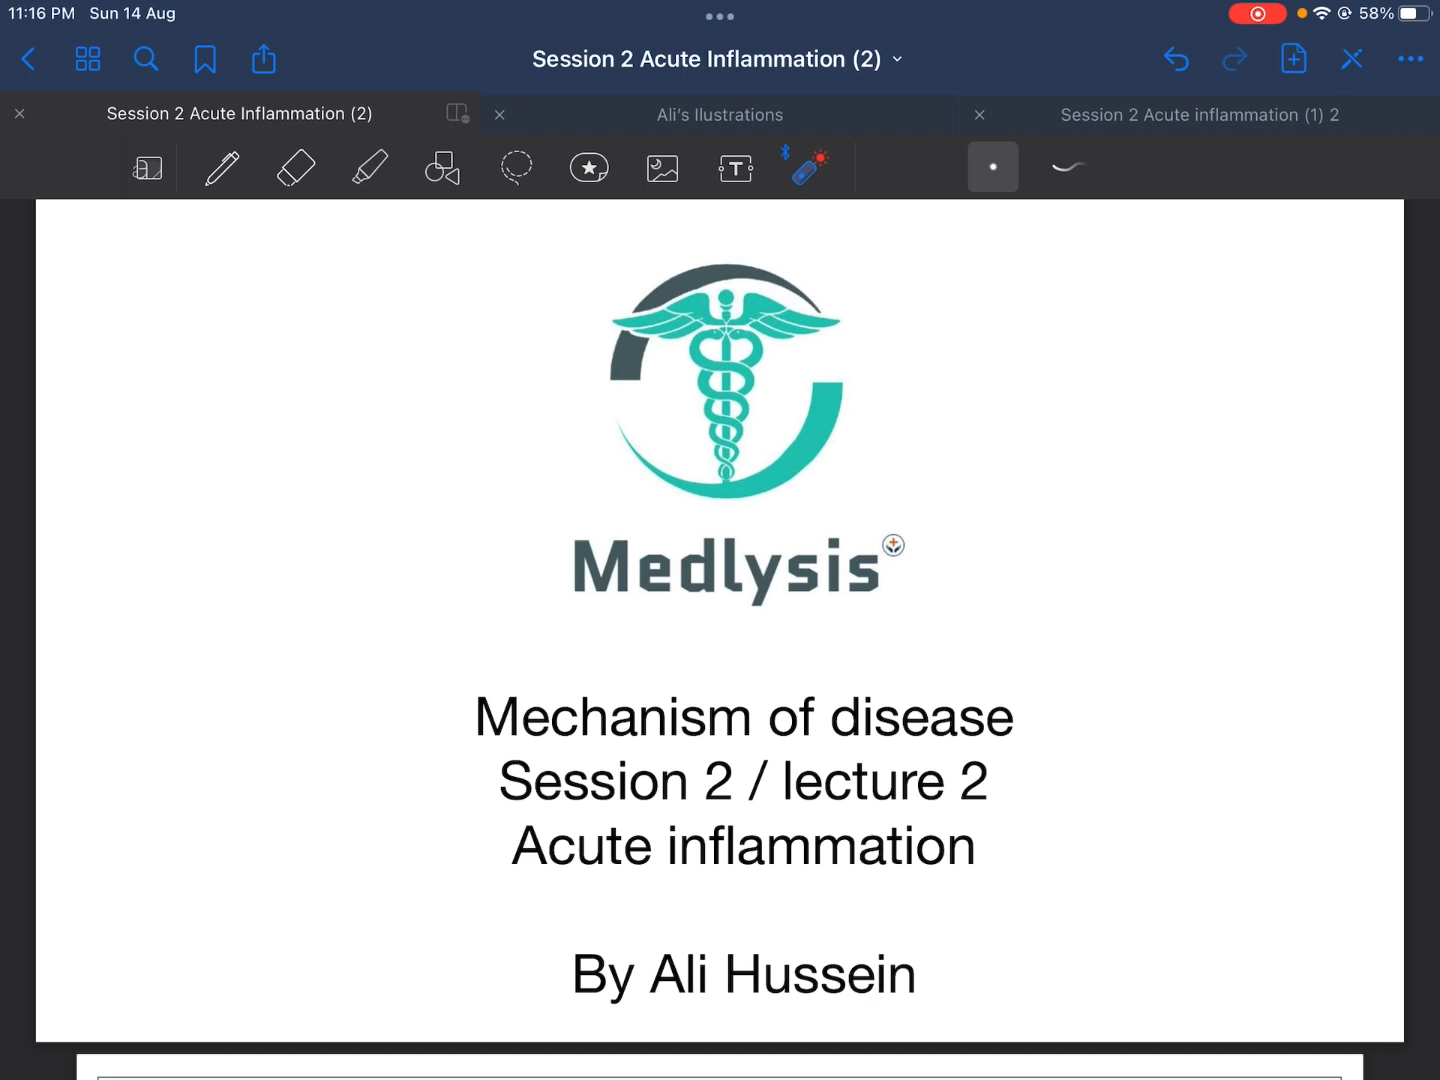 11:16 PM Sun 14 Aug
58%
Session 2 Acute Inflammation (2)
Session 2 Acute Inflammation (2)
Ali's Ilustrations
Session 2 Acute inflammation (1) 2
Medlysis
Mechanism of disease
Session 2 / lecture 2
Acute inflammation
By Ali Hussein